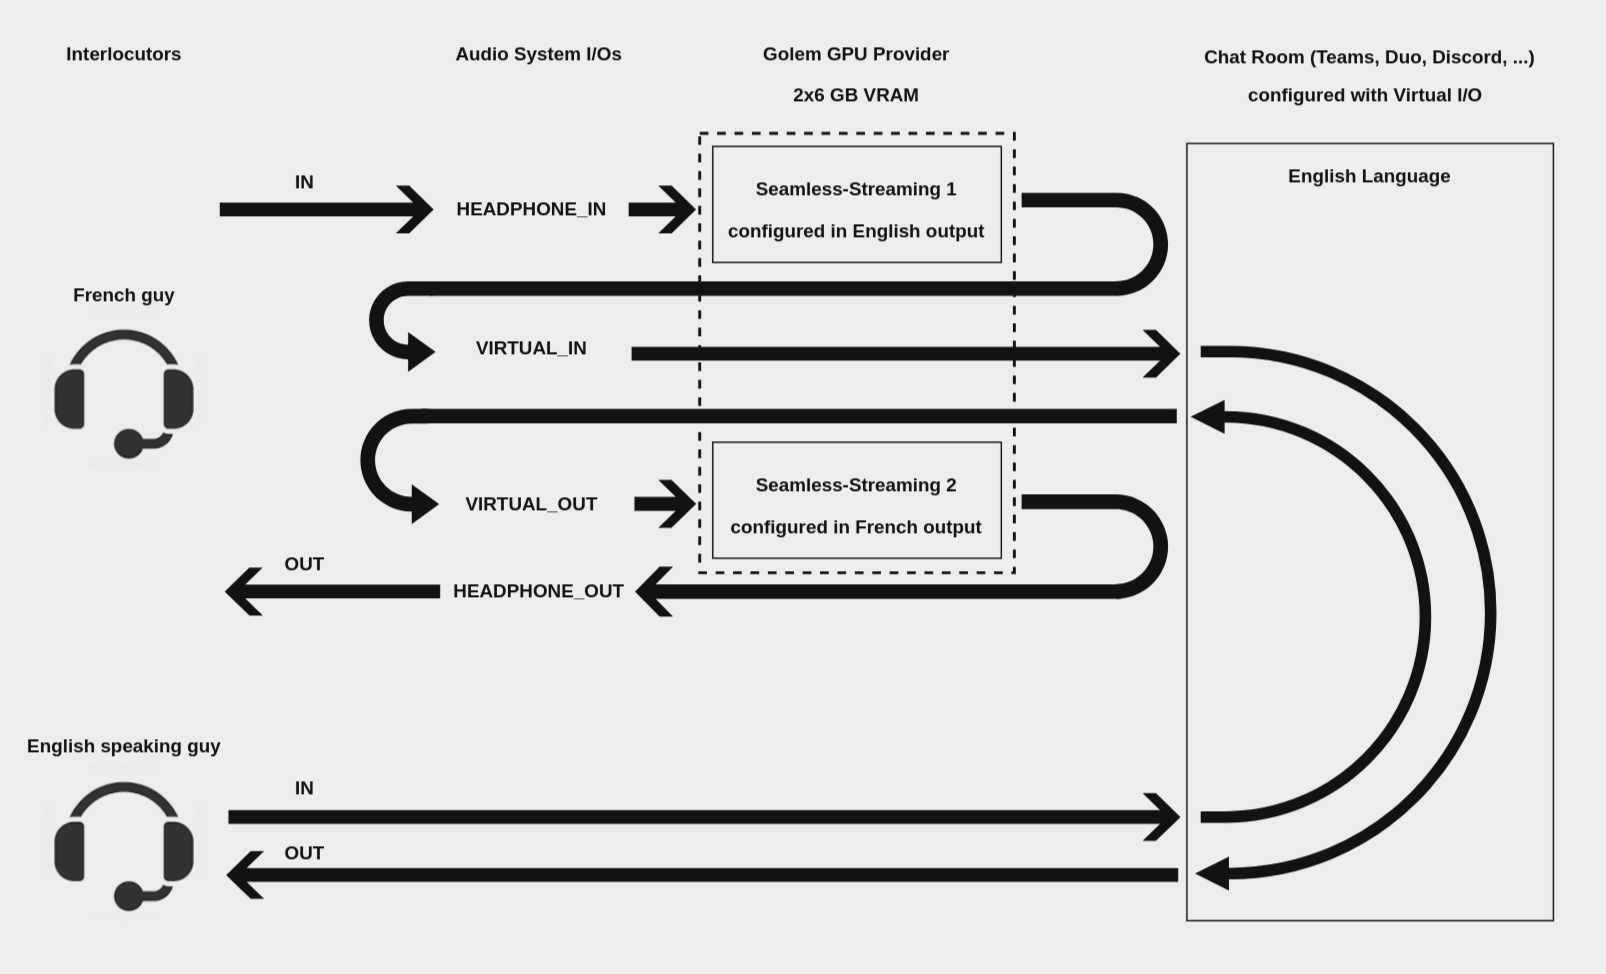 Interlocutors
Audio System I/Os
Golem GPU Provider
2x6 GB VRAM
Chat Room (Teams, Duo, Discord, ...)
configured with Virtual I/O
English Language
IN
HEADPHONE_IN
Seamless-Streaming 1
configured in English output
French guy
VIRTUAL_IN
VIRTUAL_OUT
Seamless-Streaming 2
configured in French output
OUT
HEADPHONE_OUT
English speaking guy
IN
OUT